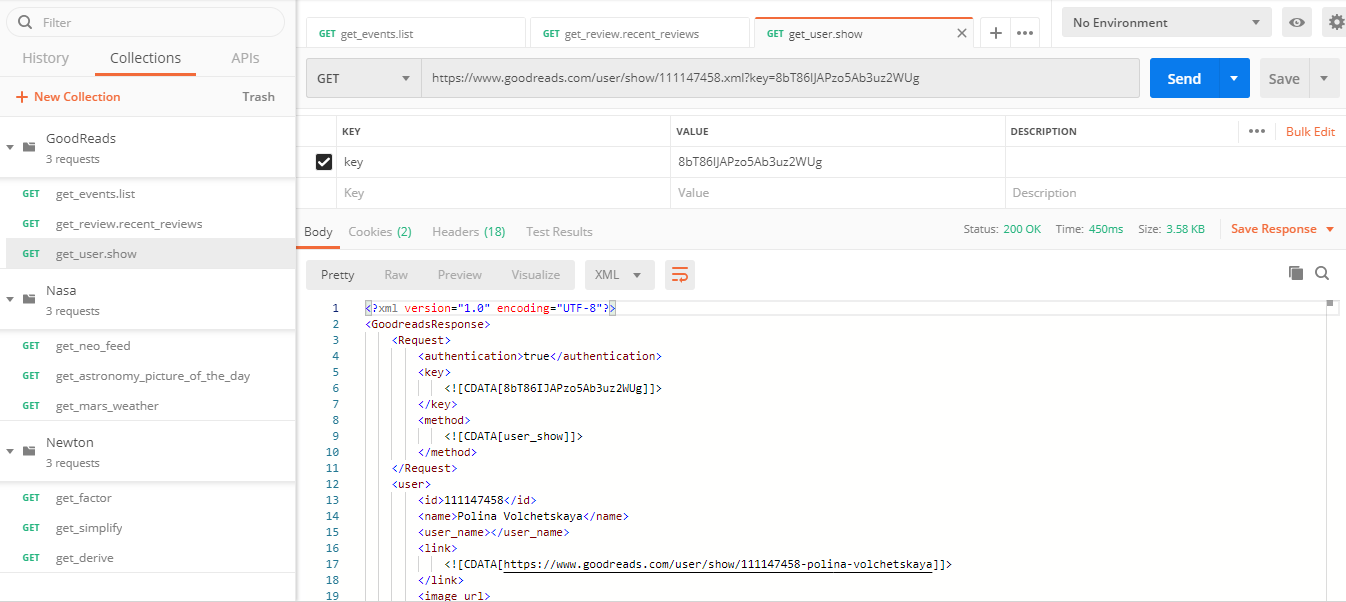 Filter
History Collections APIs
+ New Collection Trash
GoodReads
3 requests
GET get_events.list
GET get_review.recent_reviews
GET get_user.show
Nasa
3 requests
GET get_neo_feed
GET get_astronomy_picture_of_the_day
GET get_mars_weather
Newton
3 requests
GET get_factor
GET get_simplify
GET get_derive
GET get_events.list GET get_review.recent_reviews GET get_user.show
No Environment
GET https://www.goodreads.com/user/show/111147458.xml?key=8bT86IJAPzo5Ab3uz2WUg Send Save
KEY VALUE DESCRIPTION Bulk Edit
key 8bT86IJAPzo5Ab3uz2WUg
Key Value Description
Body Cookies (2) Headers (18) Test Results Status: 200 OK Time: 450ms Size: 3.58 KB Save Response
Pretty Raw Preview Visualize XML
1 <?xml version="1.0" encoding="UTF-8"?>
2 <GoodreadsResponse>
3 <Request>
4 <authentication>true</authentication>
5 <key>
6 <![CDATA[8bT86IJAPzo5Ab3uz2WUg]]>
7 </key>
8 <method>
9 <![CDATA[user_show]]>
10 </method>
11 </Request>
12 <user>
13 <id>111147458</id>
14 <name>Polina Volchetskaya</name>
15 <user_name></user_name>
16 <link>
17 <![CDATA[https://www.goodreads.com/user/show/111147458-polina-volchetskaya]]>
18 </link>
19 <image_url>